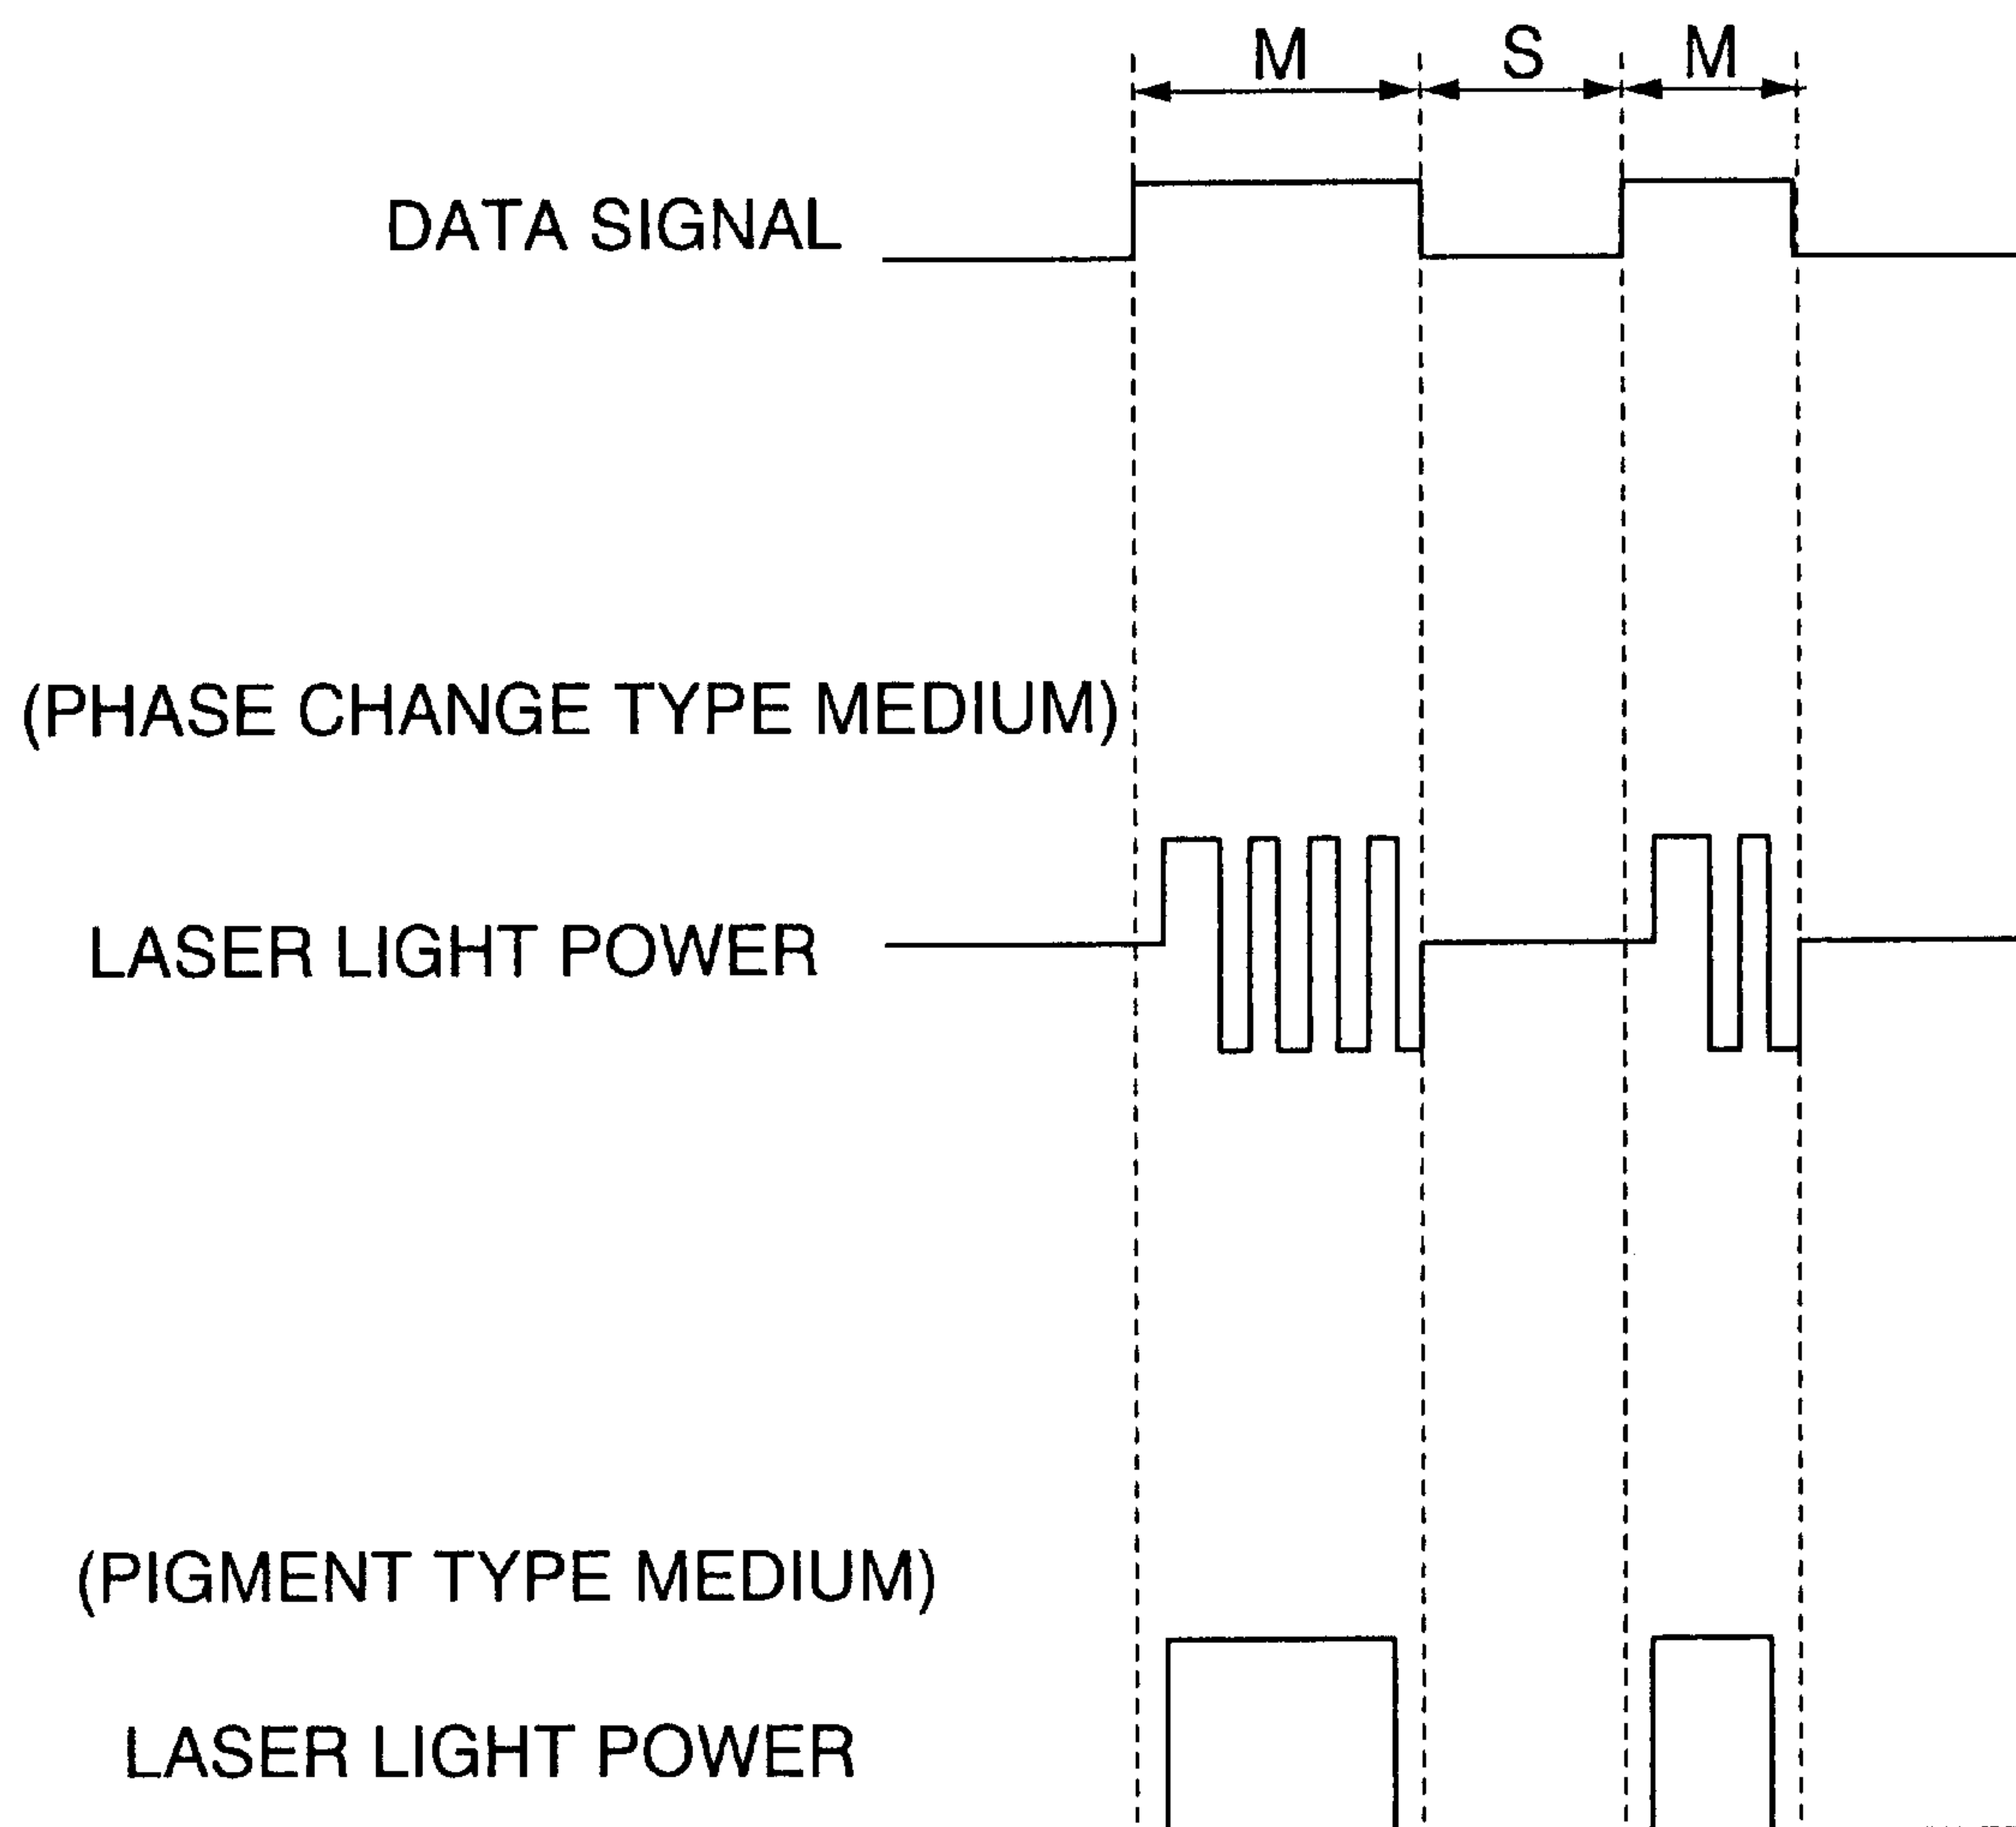 M S M
DATA SIGNAL
(PHASE CHANGE TYPE MEDIUM)
LASER LIGHT POWER
(PIGMENT TYPE MEDIUM)
LASER LIGHT POWER